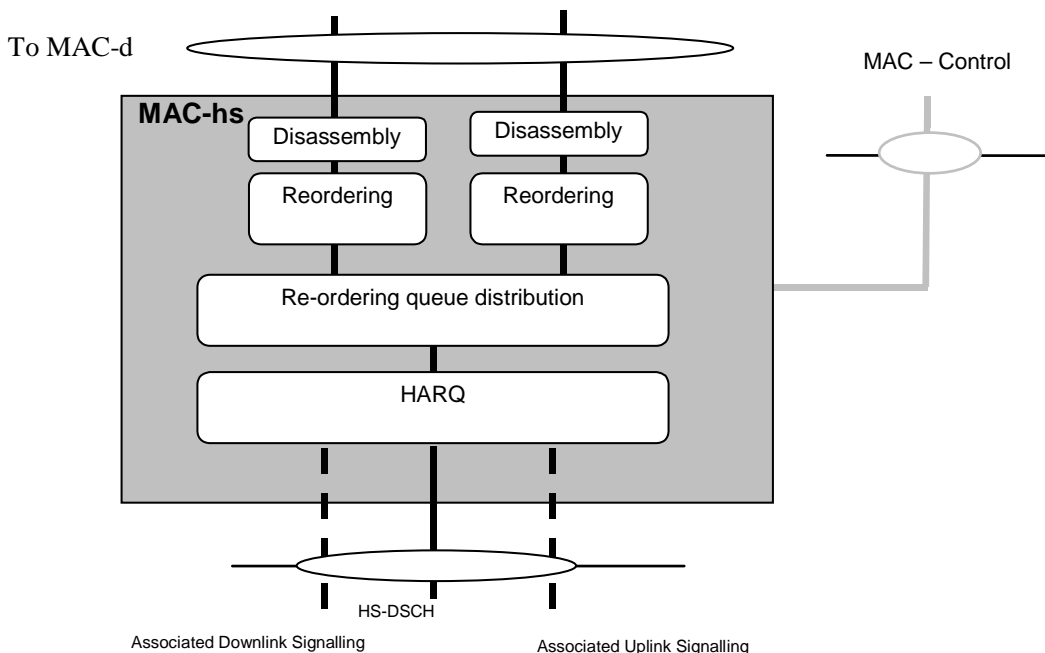 To MAC-d
MAC – Control
MAC-hs
Disassembly
Disassembly
Reordering
Reordering
Re-ordering queue distribution
HARQ
HS-DSCH
Associated Downlink Signalling
Associated Uplink Signalling